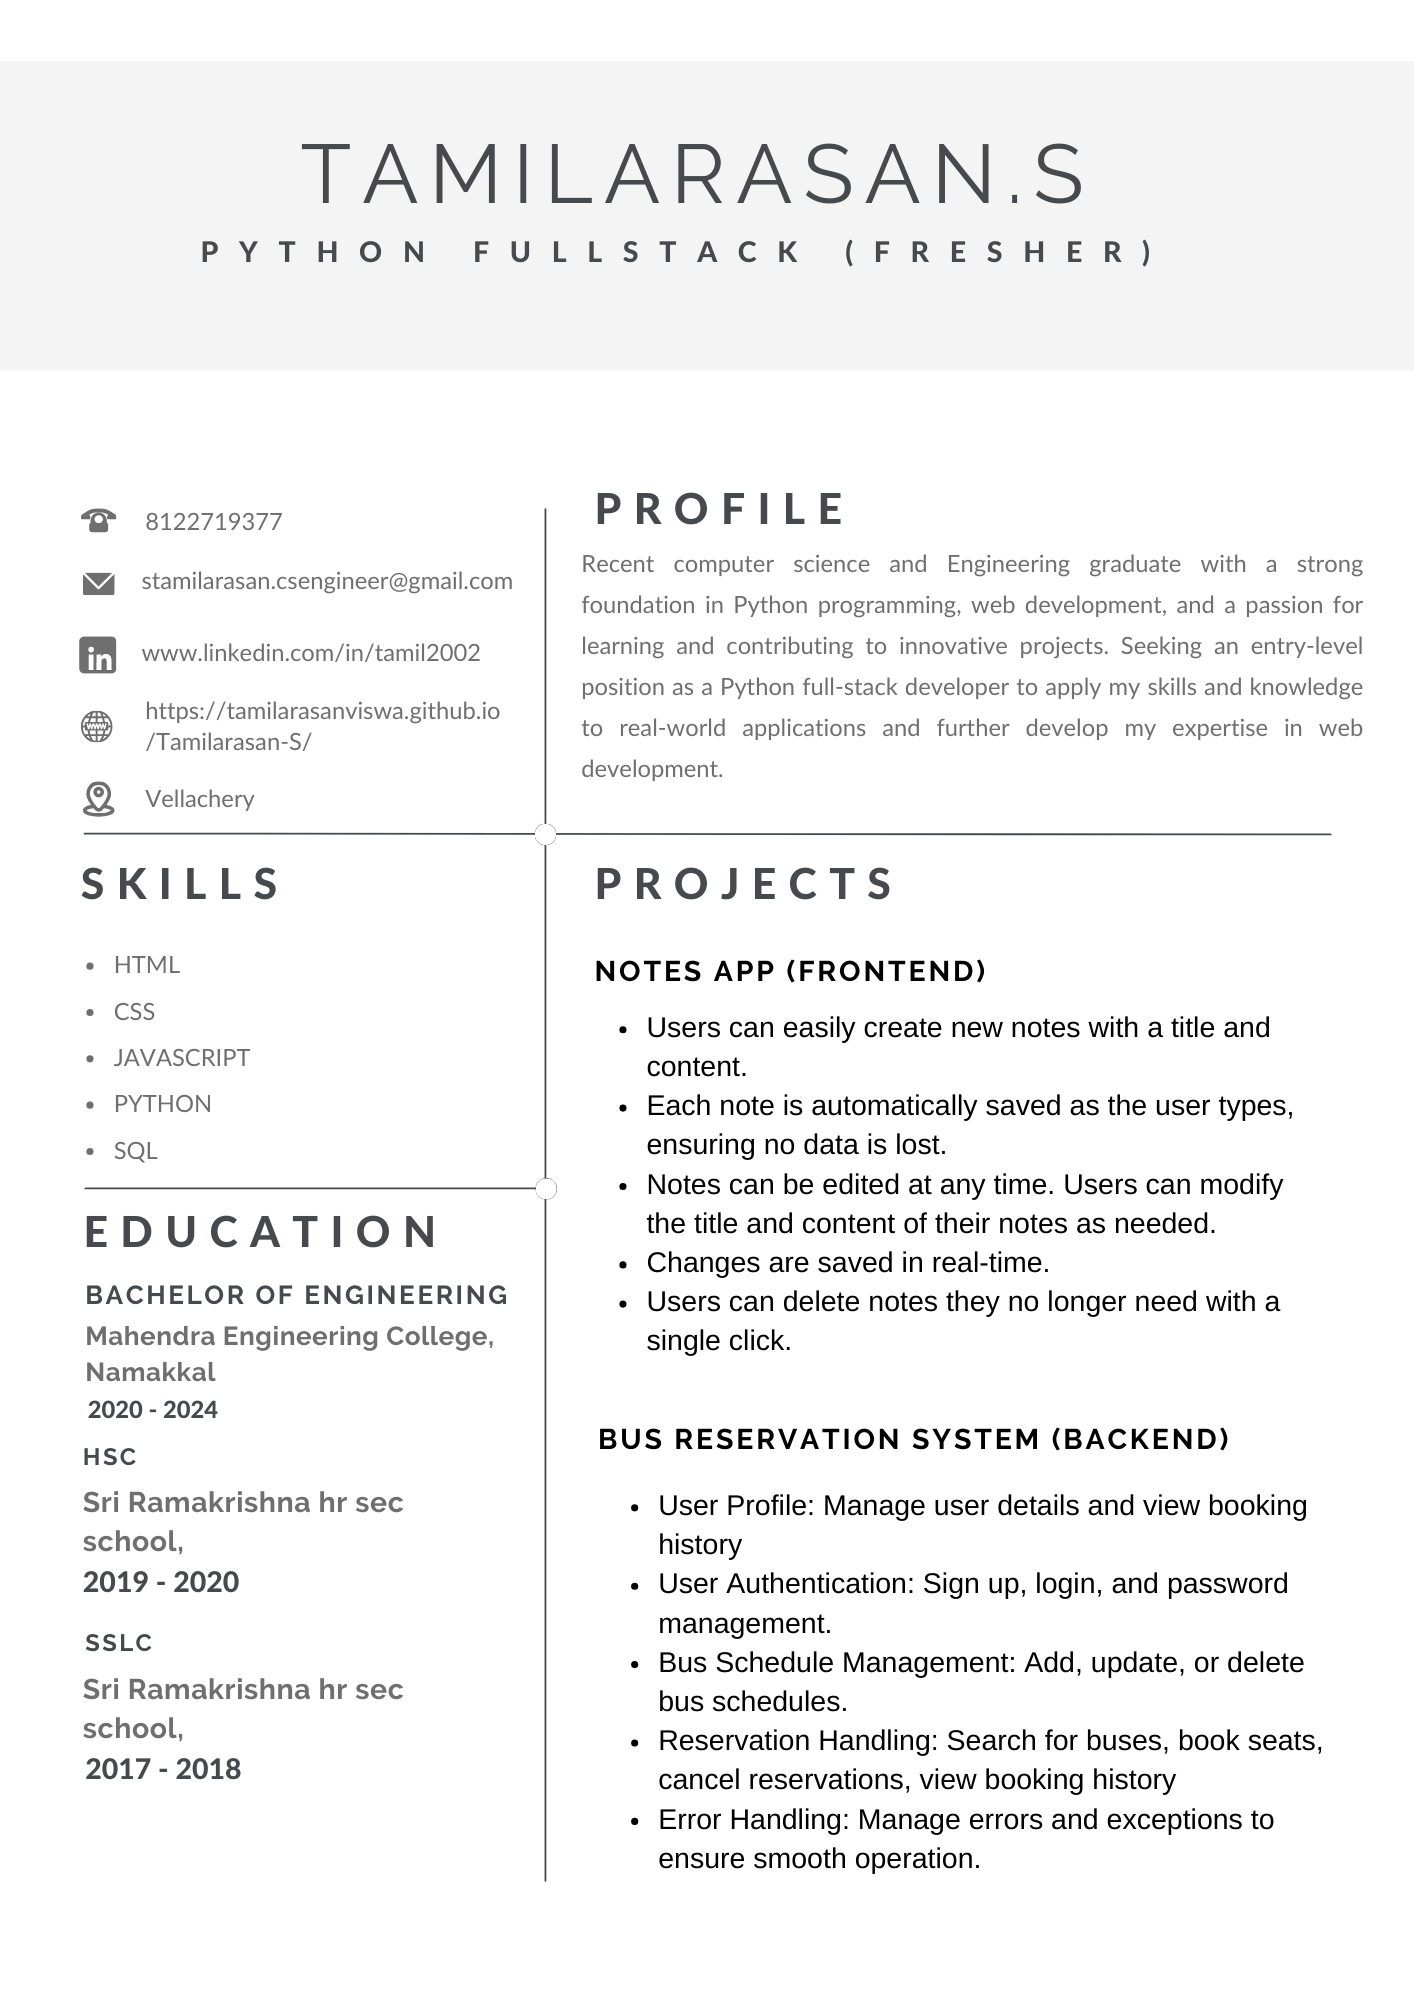 TAMILARASAN.S
PYTHON FULLSTACK (FRESHER)
8122719377
stamilarasan.csengineer@gmail.com
www.linkedin.com/in/tamil2002
https://tamilarasanviswa.github.io
/Tamilarasan-S/
Vellachery
PROFILE
Recent computer science and Engineering graduate with a strong
foundation in Python programming, web development, and a passion for
learning and contributing to innovative projects. Seeking an entry-level
position as a Python full-stack developer to apply my skills and knowledge
to real-world applications and further develop my expertise in web
development.
SKILLS
• HTML
• CSS
• JAVASCRIPT
• PYTHON
• SQL
EDUCATION
BACHELOR OF ENGINEERING
Mahendra Engineering College,
Namakkal
2020 - 2024
HSC
Sri Ramakrishna hr sec
school,
2019 - 2020
SSLC
Sri Ramakrishna hr sec
school,
2017 - 2018
PROJECTS
NOTES APP (FRONTEND)
• Users can easily create new notes with a title and
content.
• Each note is automatically saved as the user types,
ensuring no data is lost.
• Notes can be edited at any time. Users can modify
the title and content of their notes as needed.
• Changes are saved in real-time.
• Users can delete notes they no longer need with a
single click.
BUS RESERVATION SYSTEM (BACKEND)
• User Profile: Manage user details and view booking
history
• User Authentication: Sign up, login, and password
management.
• Bus Schedule Management: Add, update, or delete
bus schedules.
• Reservation Handling: Search for buses, book seats,
cancel reservations, view booking history
• Error Handling: Manage errors and exceptions to
ensure smooth operation.